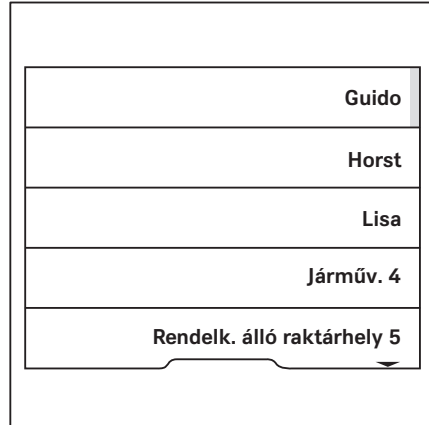 Guido
Horst
Lisa
Járműv. 4
Rendelk. álló raktárhely 5